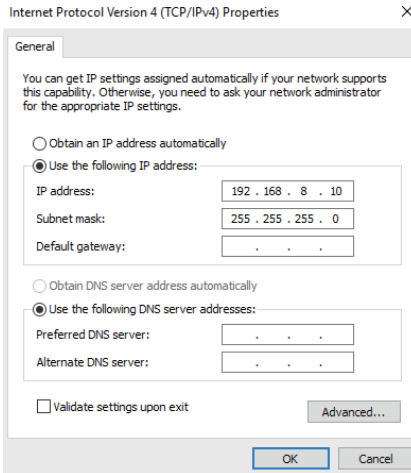 Internet Protocol Version 4 (TCP/IPv4) Properties
General
You can get IP settings assigned automatically if your network supports
this capability. Otherwise, you need to ask your network administrator
for the appropriate IP settings.
Obtain an IP address automatically
Use the following IP address:
IP address: 192 . 168 . 8 . 10
Subnet mask: 255 . 255 . 255 . 0
Default gateway: . . .
Obtain DNS server address automatically
Use the following DNS server addresses:
Preferred DNS server: . . .
Alternate DNS server: . . .
Validate settings upon exit
Advanced...
OK Cancel